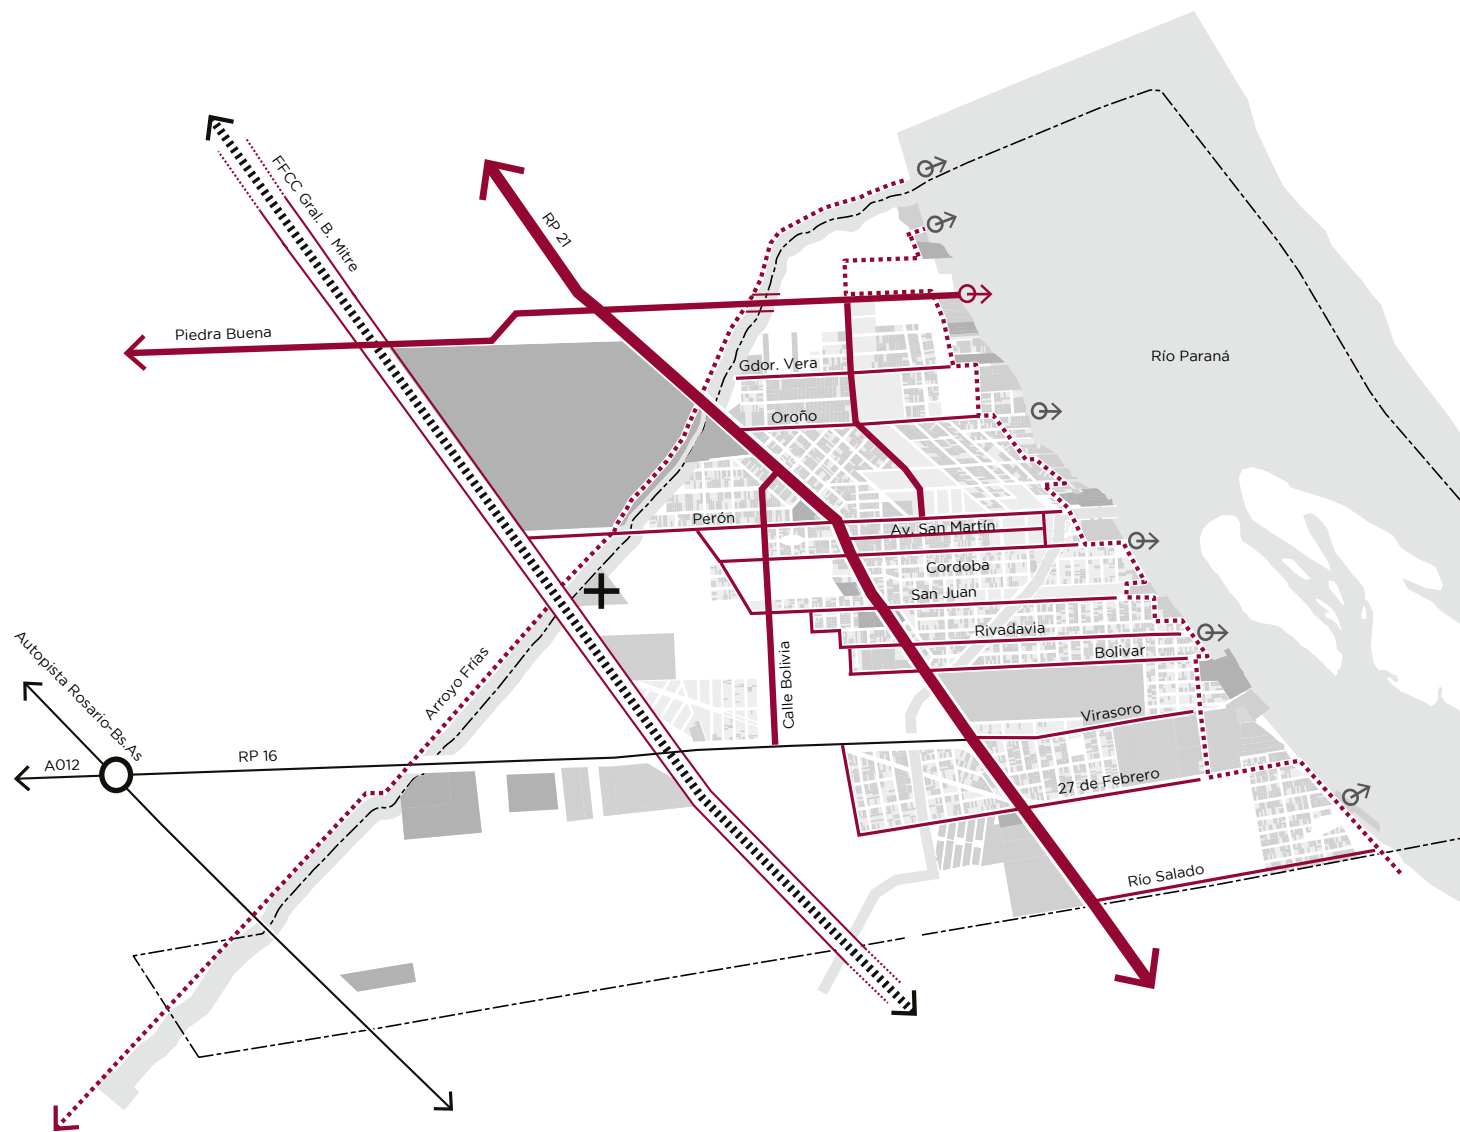 FFCC Gral. B. Mitre
RP 21
Piedra Buena
Río Paraná
Gdor. Vera
Oroño
Perón
Av. San Martín
Cordoba
San Juan
Rivadavia
Bolivar
Calle Bolivia
Arroyo Frías
Autopista Rosario-Bs.As
Virasoro
RP 16
A012
27 de Febrero
Río Salado